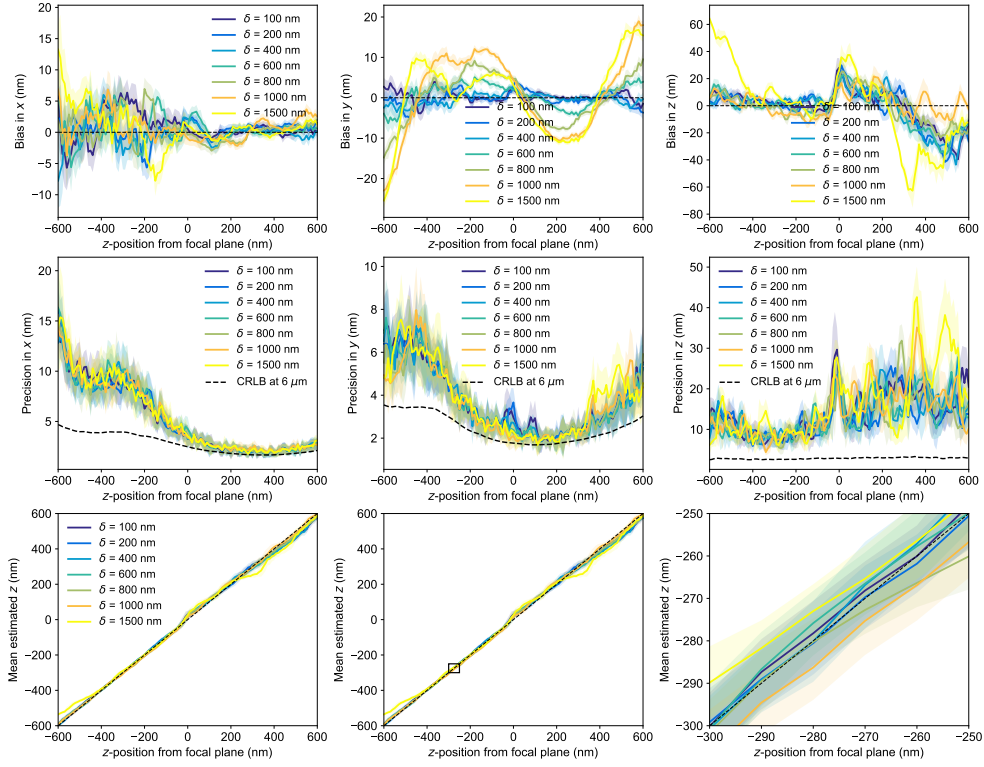 20
15
10
5
0
−5
−10
Bias in x (nm)
δ = 100 nm
δ = 200 nm
δ = 400 nm
δ = 600 nm
δ = 800 nm
δ = 1000 nm
δ = 1500 nm
−600 −400 −200 0 200 400 600
z-position from focal plane (nm)
20
10
0
−10
−20
Bias in y (nm)
δ = 100 nm
δ = 200 nm
δ = 400 nm
δ = 600 nm
δ = 800 nm
δ = 1000 nm
δ = 1500 nm
−600 −400 −200 0 200 400 600
z-position from focal plane (nm)
60
40
20
0
−20
−40
−60
−80
Bias in z (nm)
δ = 100 nm
δ = 200 nm
δ = 400 nm
δ = 600 nm
δ = 800 nm
δ = 1000 nm
δ = 1500 nm
−600 −400 −200 0 200 400 600
z-position from focal plane (nm)
20
15
10
5
Precision in x (nm)
δ = 100 nm
δ = 200 nm
δ = 400 nm
δ = 600 nm
δ = 800 nm
δ = 1000 nm
δ = 1500 nm
CRLB at 6 μm
−600 −400 −200 0 200 400 600
z-position from focal plane (nm)
10
8
6
4
2
Precision in y (nm)
δ = 100 nm
δ = 200 nm
δ = 400 nm
δ = 600 nm
δ = 800 nm
δ = 1000 nm
δ = 1500 nm
CRLB at 6 μm
−600 −400 −200 0 200 400 600
z-position from focal plane (nm)
50
40
30
20
10
Precision in z (nm)
δ = 100 nm
δ = 200 nm
δ = 400 nm
δ = 600 nm
δ = 800 nm
δ = 1000 nm
δ = 1500 nm
CRLB at 6 μm
−600 −400 −200 0 200 400 600
z-position from focal plane (nm)
600
400
200
0
−200
−400
−600
Mean estimated z (nm)
δ = 100 nm
δ = 200 nm
δ = 400 nm
δ = 600 nm
δ = 800 nm
δ = 1000 nm
δ = 1500 nm
−600 −400 −200 0 200 400 600
z-position from focal plane (nm)
600
400
200
0
−200
−400
−600
Mean estimated z (nm)
−600 −400 −200 0 200 400 600
z-position from focal plane (nm)
−250
−260
−270
−280
−290
−300
Mean estimated z (nm)
−300 −290 −280 −270 −260 −250
z-position from focal plane (nm)